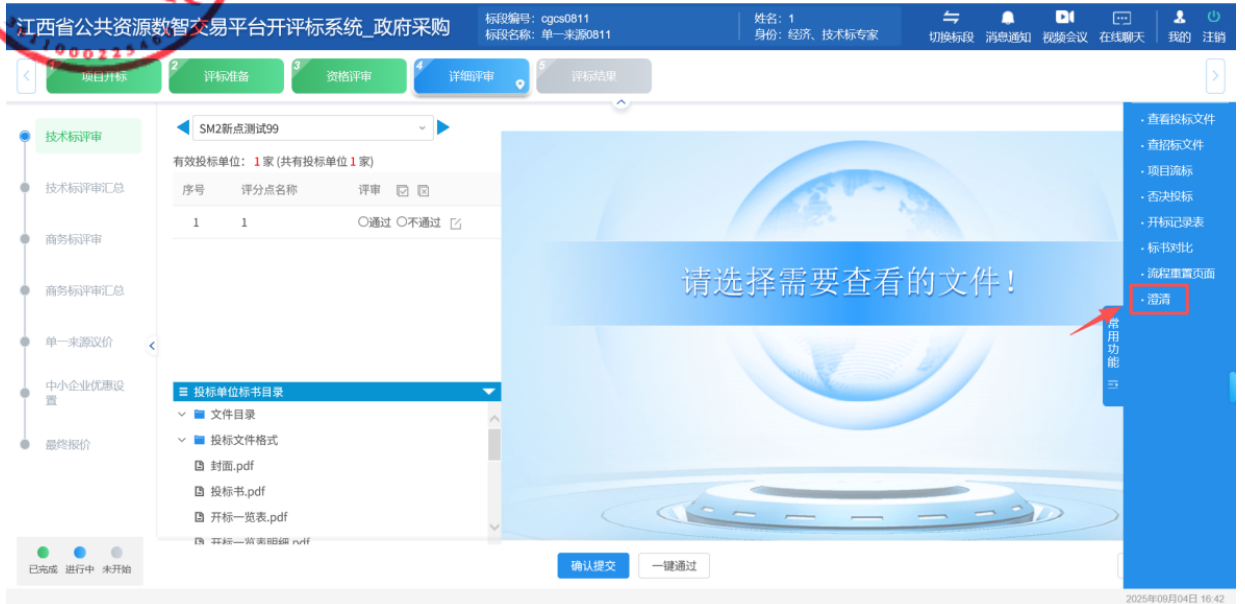 江西省公共资源数智交易平台开评标系统_政府采购
标段编号：cgcs0811
标段名称：单一来源0811
姓名：1
身份：经济、技术标专家
切换标段 消息通知 视频会议 在线聊天 我的 注销
1 项目开标
2 评标准备
3 资格评审
4 详细评审
5 评标结果
技术标评审
技术标评审汇总
商务标评审
商务标评审汇总
单一来源议价
中小企业优惠设
置
最终报价
已完成 进行中 未开始
SM2新点测试99
有效投标单位：1家 (共有投标单位1家)
序号 评分点名称 评审
1 1 通过 不通过
投标单位标书目录
文件目录
投标文件格式
封面.pdf
投标书.pdf
开标一览表.pdf
开标一览表明细.pdf
请选择需要查看的文件！
确认提交 一键通过
· 查看投标文件
· 查招标文件
· 项目流标
· 否决投标
· 开标记录表
· 标书对比
· 流程重置页面
· 澄清
常用功能
2025年09月04日 16:42